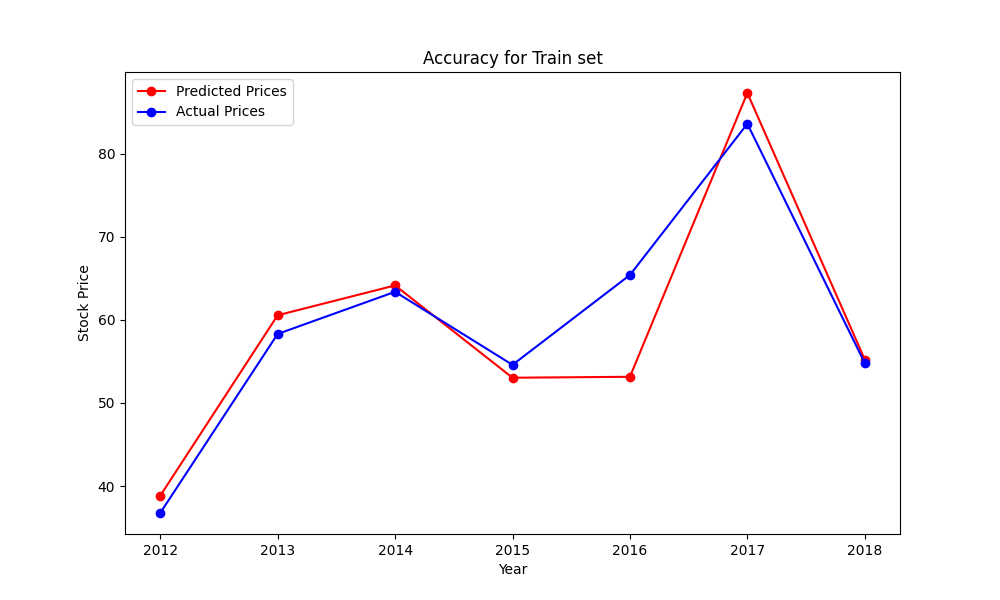 Accuracy for Train set
Predicted Prices
Actual Prices
80
70
60
50
40
Stock Price
2012 2013 2014 2015 2016 2017 2018
Year